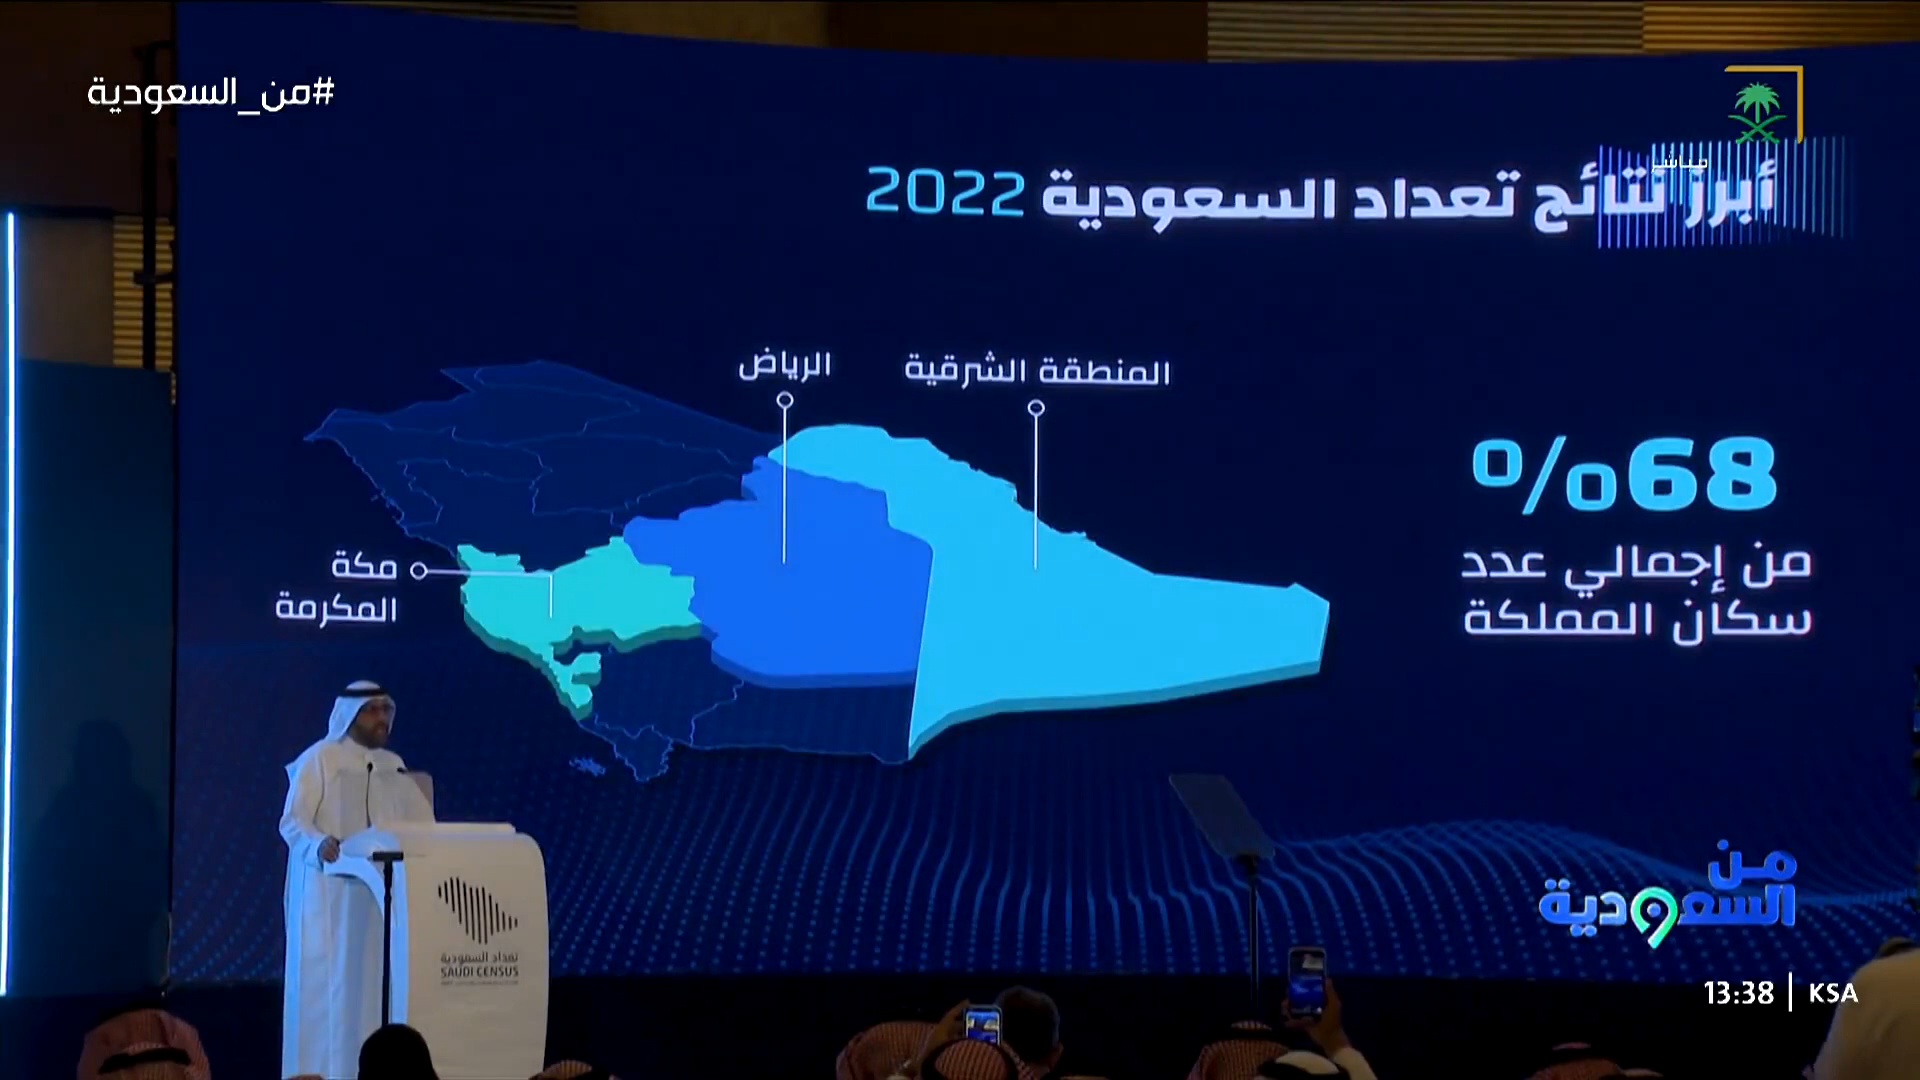 #من_السعودية
مباشر
أبرز نتائج تعداد السعودية 2022
المنطقة الشرقية
الرياض
مكة
المكرمة
%68
من إجمالي عدد
سكان المملكة
تعداد السعودية
SAUDI CENSUS
من
السعودية
13:38 | KSA